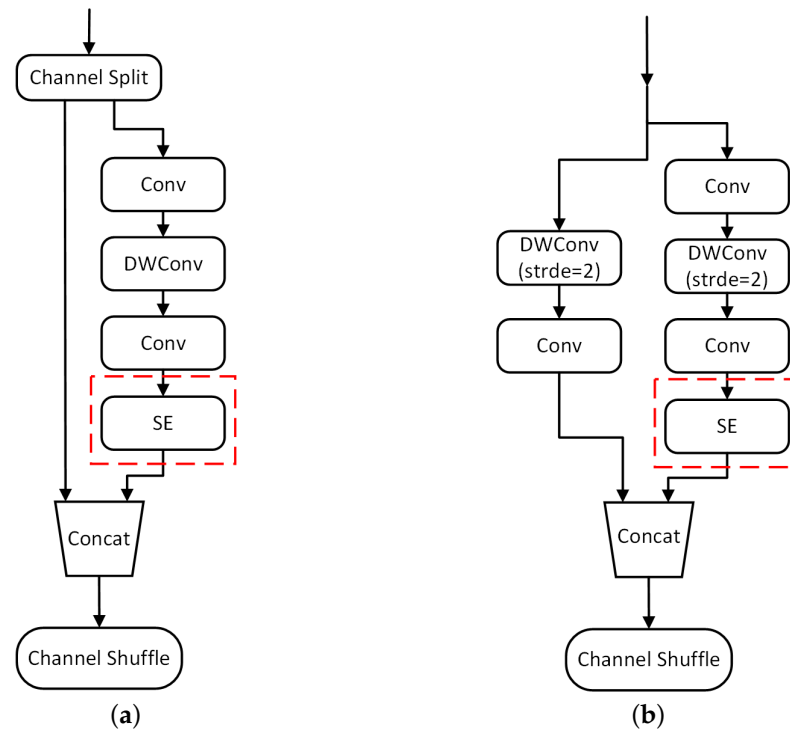 Channel Split
Conv
DWConv
Conv
SE
Concat
Channel Shuffle
(a)
DWConv
(strde=2)
Conv
Conv
DWConv
(strde=2)
Conv
SE
Concat
Channel Shuffle
(b)